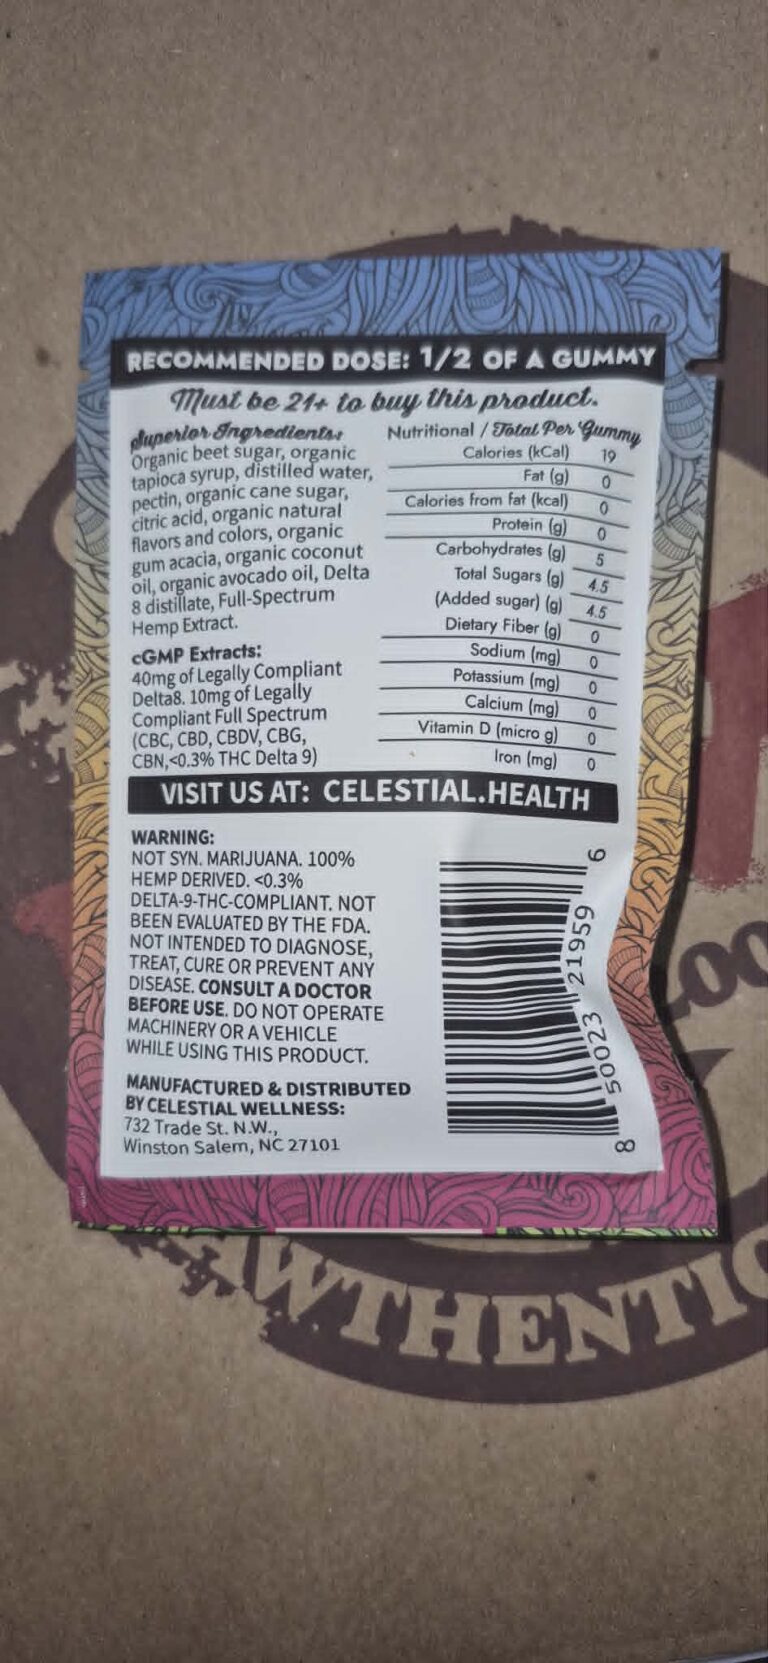 RECOMMENDED DOSE: 1/2 OF A GUMMY
Must be 21+ to buy this product.
Superior Ingredients:
Organic beet sugar, organic
tapioca syrup, distilled water,
pectin, organic cane sugar,
citric acid, organic natural
flavors and colors, organic
gum acacia, organic coconut
oil, organic avocado oil, Delta
8 distillate, Full-Spectrum
Hemp Extract.
cGMP Extracts:
40mg of Legally Compliant
Delta8. 10mg of Legally
Compliant Full Spectrum
(CBC, CBD, CBDV, CBG,
CBN,<0.3% THC Delta 9)
Nutritional / Total Per Gummy
Calories (kCal) 19
Fat (g) 0
Calories from fat (kcal) 0
Protein (g) 0
Carbohydrates (g) 5
Total Sugars (g) 4.5
(Added sugar) (g) 4.5
Dietary Fiber (g) 0
Sodium (mg) 0
Potassium (mg) 0
Calcium (mg) 0
Vitamin D (micro g) 0
Iron (mg) 0
VISIT US AT: CELESTIAL.HEALTH
WARNING:
NOT SYN. MARIJUANA. 100%
HEMP DERIVED. <0.3%
DELTA-9-THC-COMPLIANT. NOT
BEEN EVALUATED BY THE FDA.
NOT INTENDED TO DIAGNOSE,
TREAT, CURE OR PREVENT ANY
DISEASE. CONSULT A DOCTOR
BEFORE USE. DO NOT OPERATE
MACHINERY OR A VEHICLE
WHILE USING THIS PRODUCT.
MANUFACTURED & DISTRIBUTED
BY CELESTIAL WELLNESS:
732 Trade St. N.W.,
Winston Salem, NC 27101
8 50023 21959 6